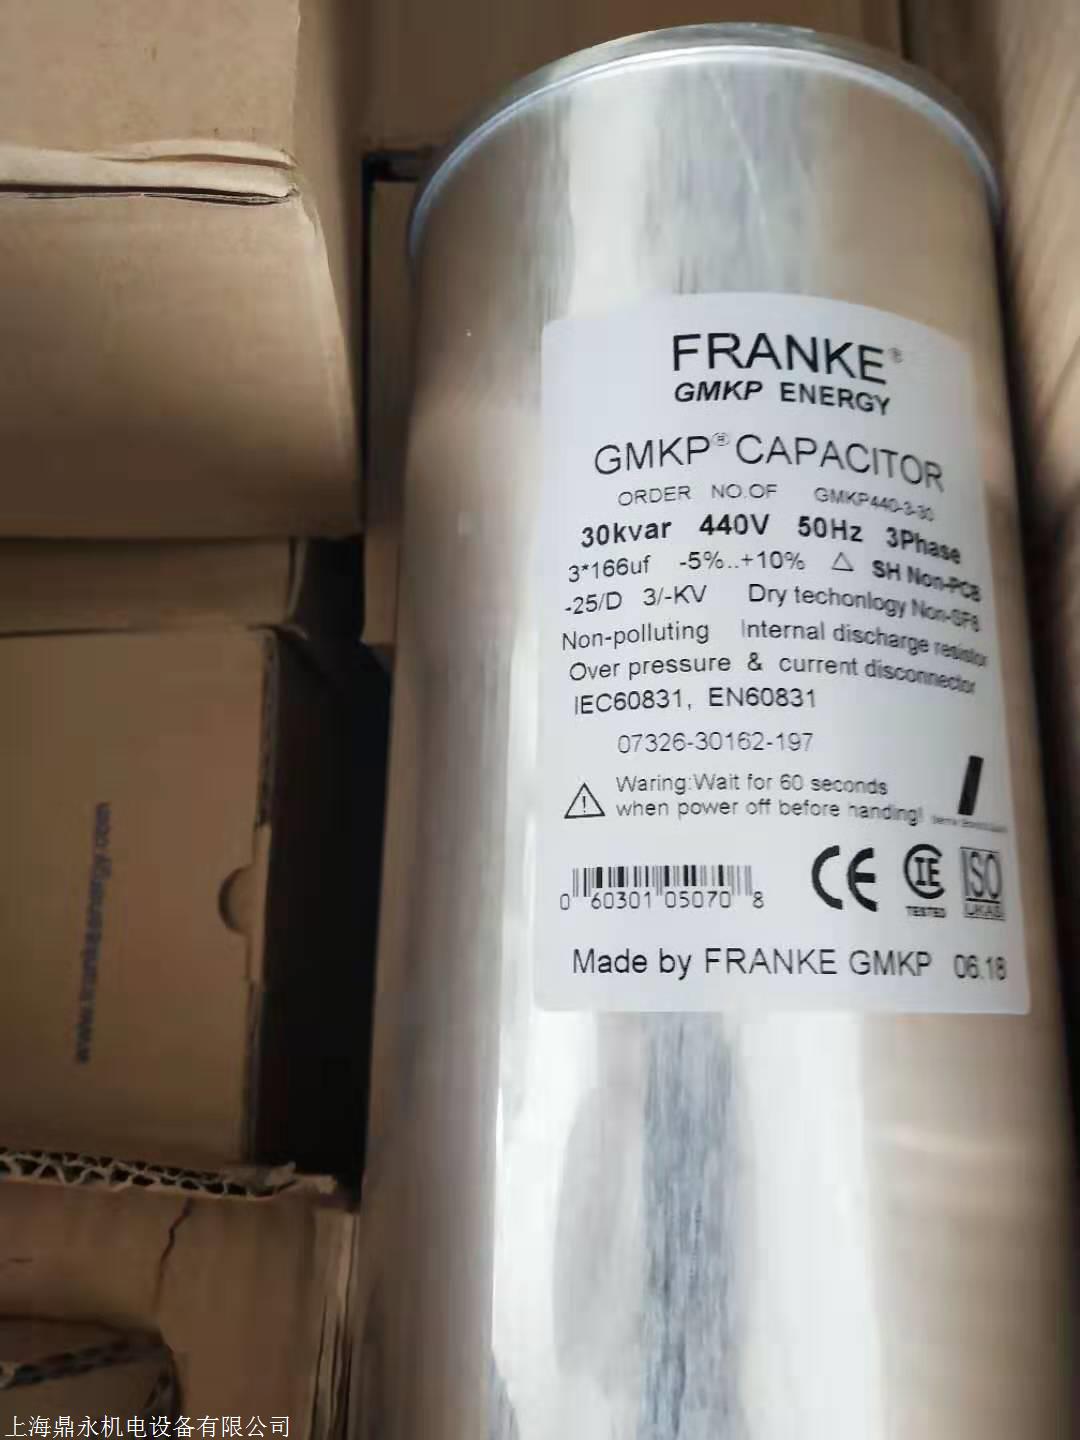 FRANKE®
GMKP ENERGY
GMKP® CAPACITOR
ORDER NO.OF GMKP440-3-30
30kvar 440V 50Hz 3Phase
3*166uf -5%..+10% △ SH Non-PCB
-25/D 3/-KV Dry techonlogy Non-SF6
Non-polluting Internal discharge resistor
Over pressure & current disconnector
IEC60831, EN60831
07326-30162-197
Waring:Wait for 60 seconds
when power off before handing!
0 60301 05070 8
CE
IE
TESTED
ISO
UKAS
Made by FRANKE GMKP 06.18
www.frankeenergy.com
上海鼎永机电设备有限公司